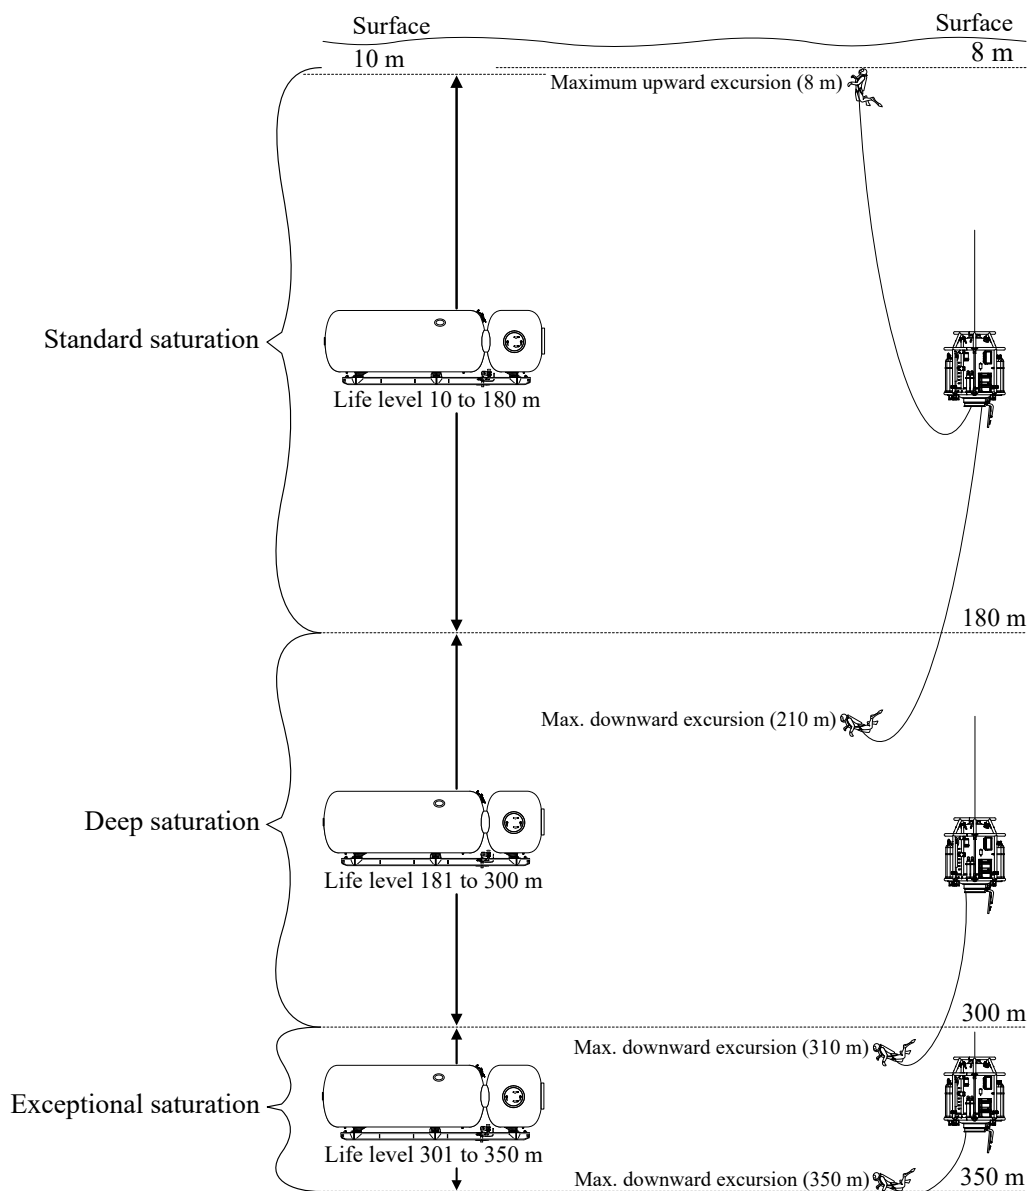 Surface
Surface
10 m
8 m
Maximum upward excursion (8 m)
Standard saturation
Life level 10 to 180 m
180 m
Max. downward excursion (210 m)
Deep saturation
Life level 181 to 300 m
300 m
Max. downward excursion (310 m)
Exceptional saturation
Life level 301 to 350 m
Max. downward excursion (350 m)
350 m